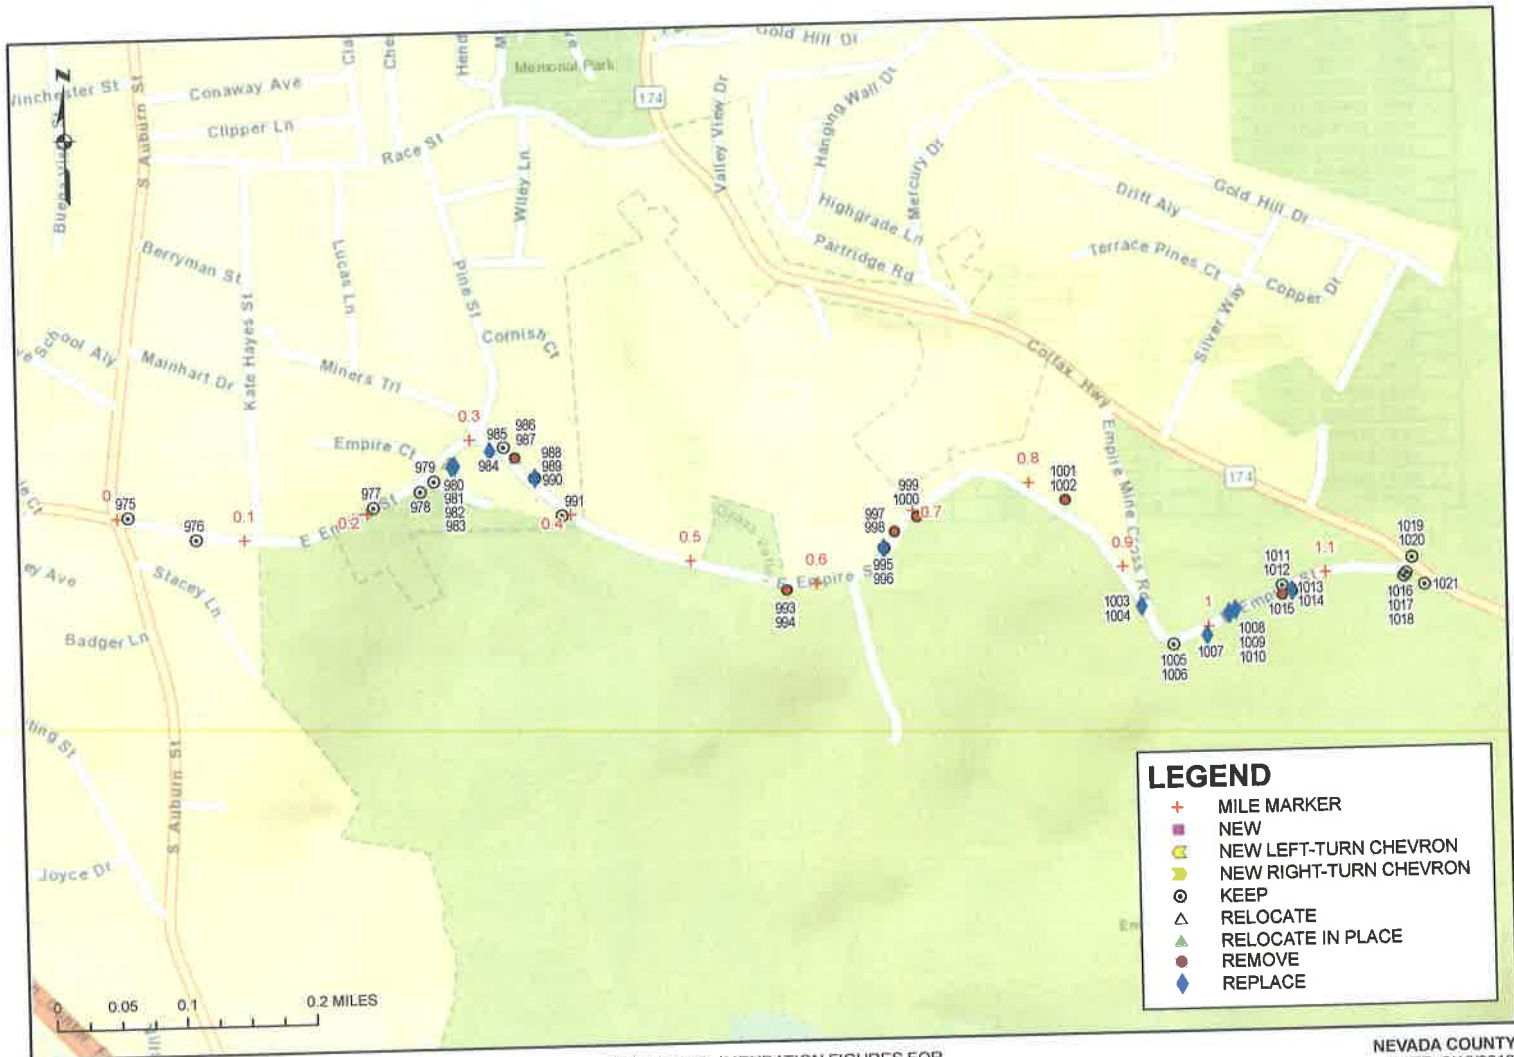 Gold Hill Dr
Memorial Park
Winchester St
Conaway Ave
Clipper Ln
Race St
S Auburn St
174
Valley View Dr
Hanging Wall Dr
Mercury Dr
Highgrade Ln
Partridge Rd
Drift Aly
Gold Hill Dr
Terrace Pines Ct
Copper Dr
Silver Way
Wiley Ln
Berryman St
Lucas Ln
Pine St
Cornish Ct
Mainhart Dr
Kate Hayes St
Miners Trl
Colfax Hwy
Empire Mine Cross Rd
174
Empire Ct
0
975
976
0.1
0.2
977
978
979
980
981
982
983
0.3
984
985
986
987
988
989
990
991
0.4
0.5
993
994
0.6
E Empire S
995
996
997
998
999
1000
0.7
0.8
1001
1002
0.9
1003
1004
1005
1006
1
1007
1008
1009
1010
1011
1012
1013
1014
1015
1.1
1016
1017
1018
1019
1020
1021
Empire St
Stacey Ln
ey Ave
Badger Ln
S Auburn St
Joyce Dr
0
0.05
0.1
0.2 MILES
LEGEND
MILE MARKER
NEW
NEW LEFT-TURN CHEVRON
NEW RIGHT-TURN CHEVRON
KEEP
RELOCATE
RELOCATE IN PLACE
REMOVE
REPLACE
NEVADA COUNTY